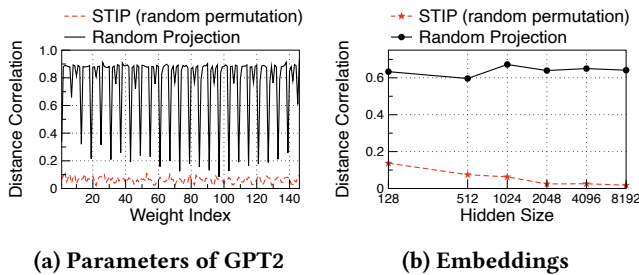 STIP (random permutation)
Random Projection
Distance Correlation
1.0
0.8
0.6
0.4
0.2
0
20 40 60 80 100 120 140
Weight Index
(a) Parameters of GPT2
STIP (random permutation)
Random Projection
Distance Correlation
0.6
0.4
0.2
0
128 512 1024 2048 4096 8192
Hidden Size
(b) Embeddings